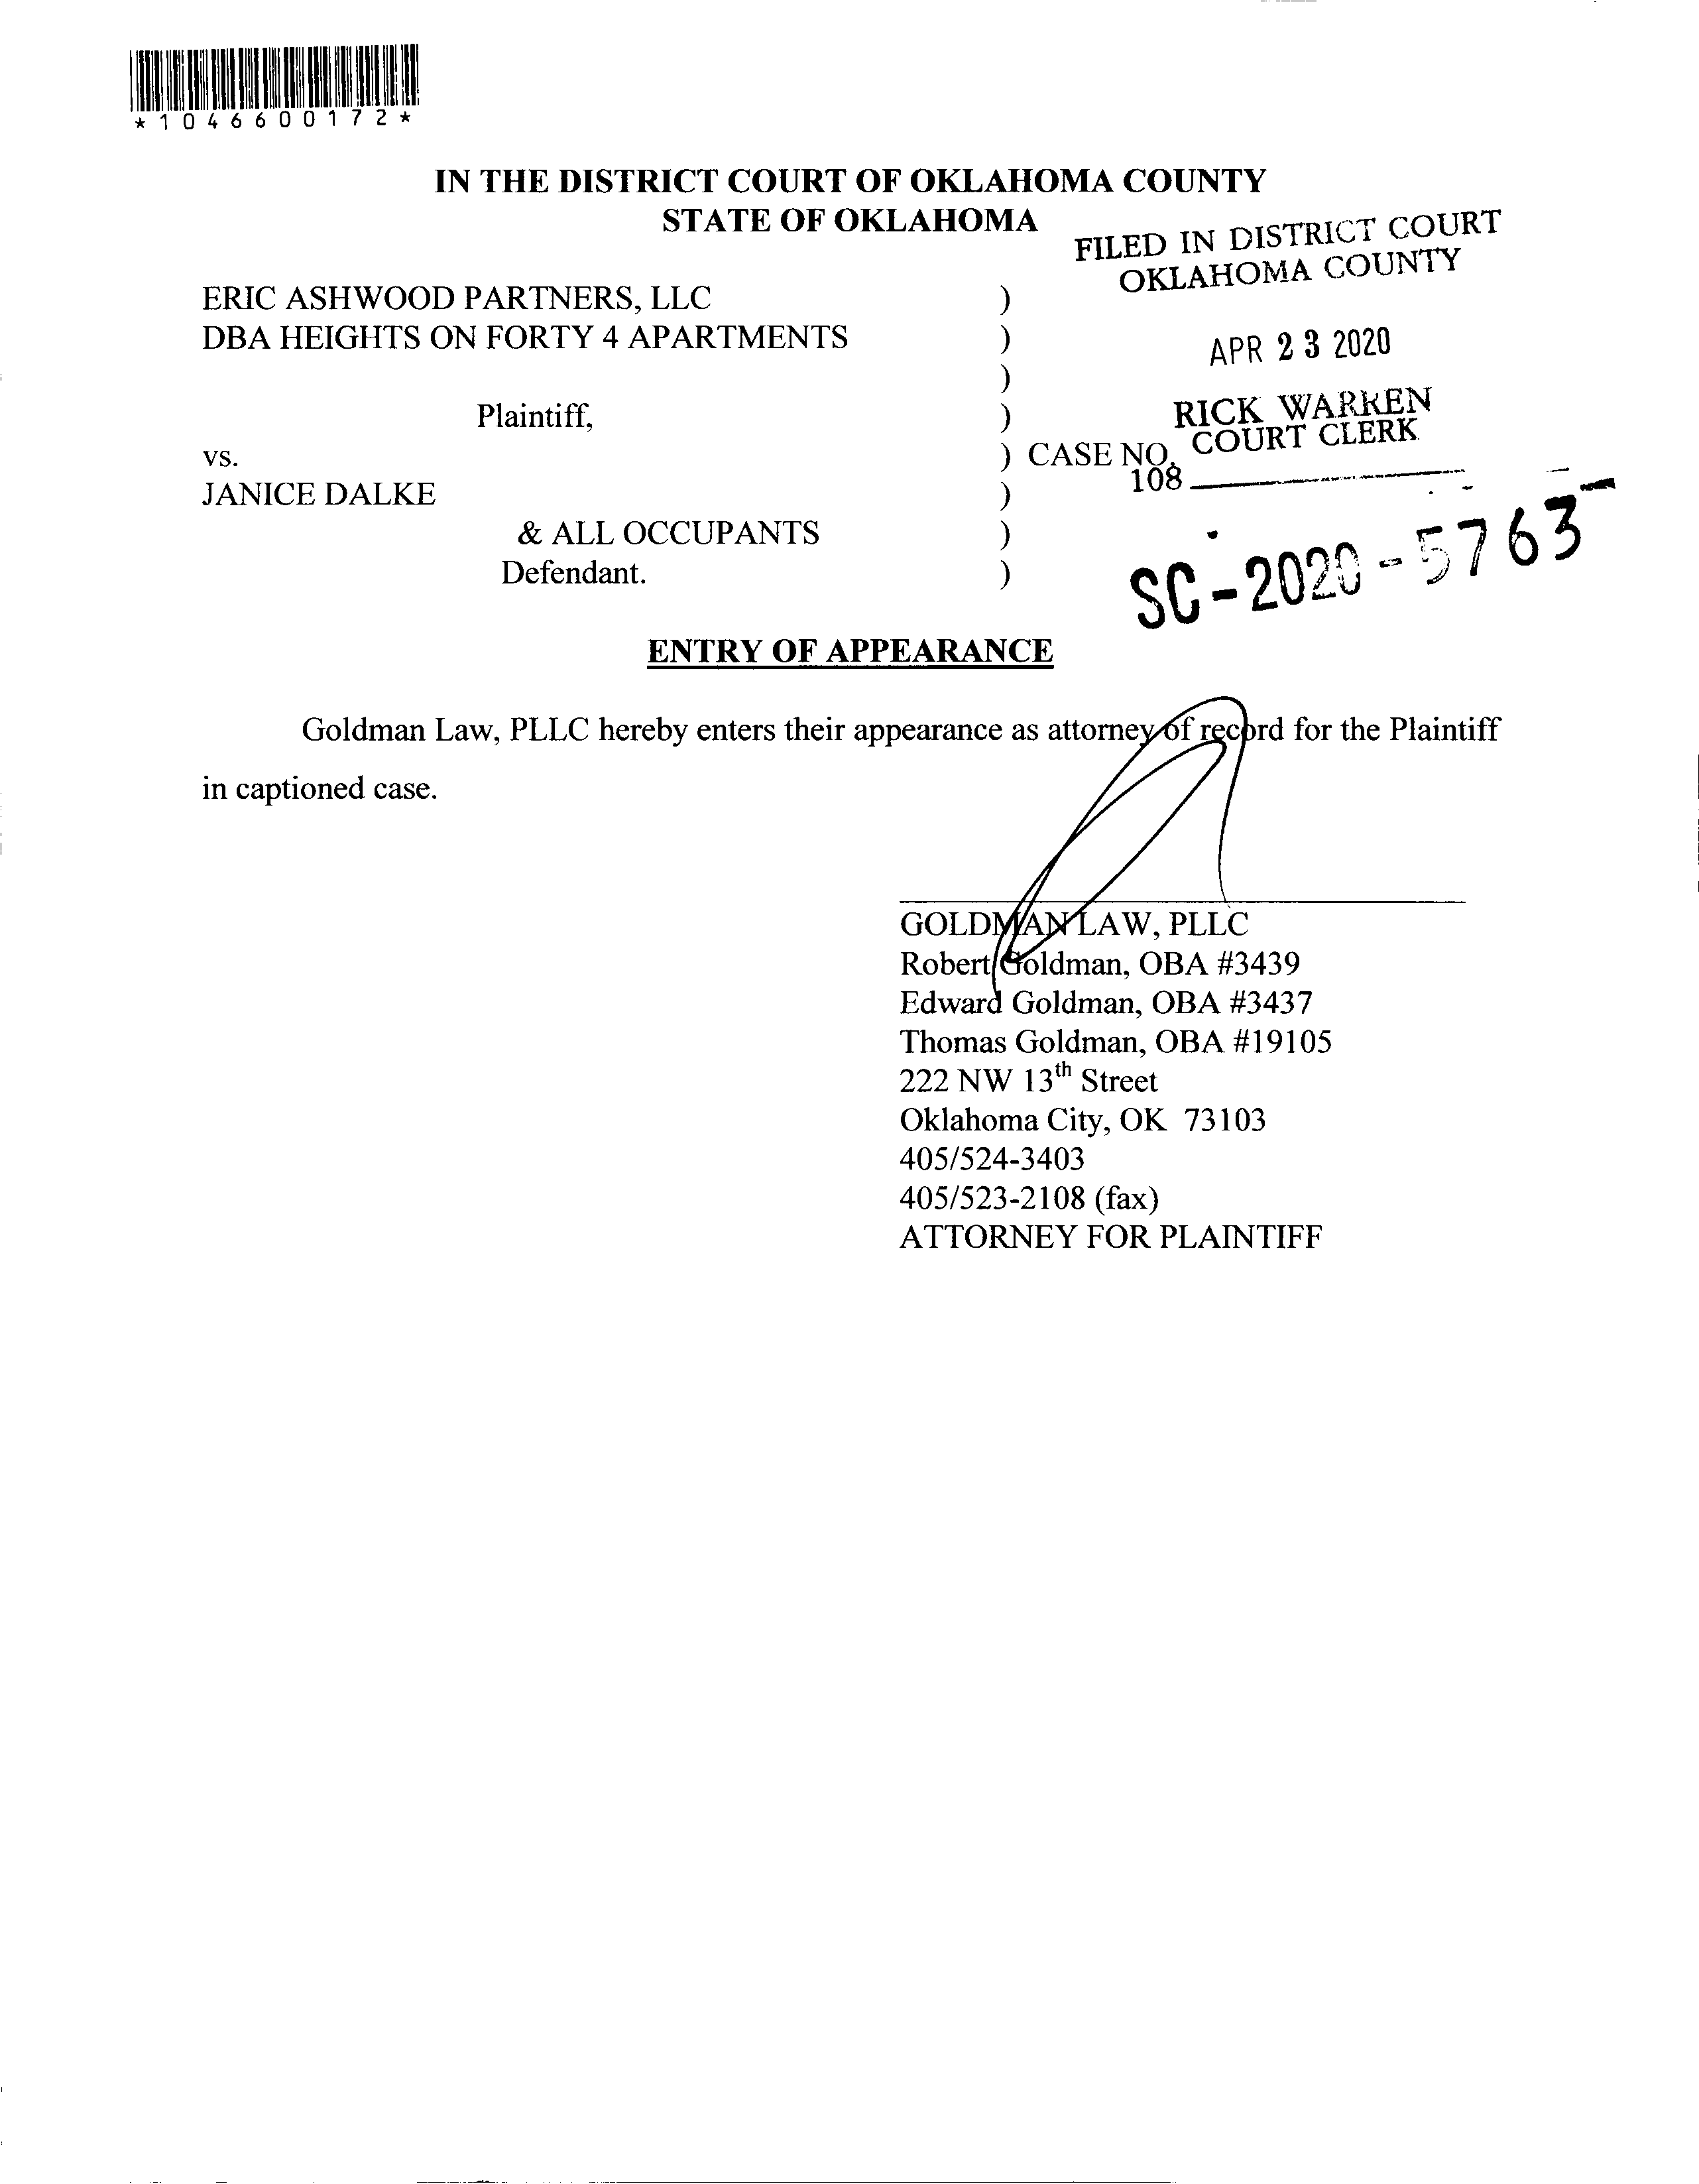 *1046600172*
IN THE DISTRICT COURT OF OKLAHOMA COUNTY
STATE OF OKLAHOMA
FILED IN DISTRICT COURT
OKLAHOMA COUNTY
APR 23 2020
RICK WARREN
COURT CLERK
108
ERIC ASHWOOD PARTNERS, LLC )
DBA HEIGHTS ON FORTY 4 APARTMENTS )
)
Plaintiff, )
vs. ) CASE NO.
JANICE DALKE )
& ALL OCCUPANTS )
Defendant. )
SC-2020-5763
ENTRY OF APPEARANCE
Goldman Law, PLLC hereby enters their appearance as attorney of record for the Plaintiff
in captioned case.
GOLDMAN LAW, PLLC
Robert Goldman, OBA #3439
Edward Goldman, OBA #3437
Thomas Goldman, OBA #19105
222 NW 13th Street
Oklahoma City, OK 73103
405/524-3403
405/523-2108 (fax)
ATTORNEY FOR PLAINTIFF